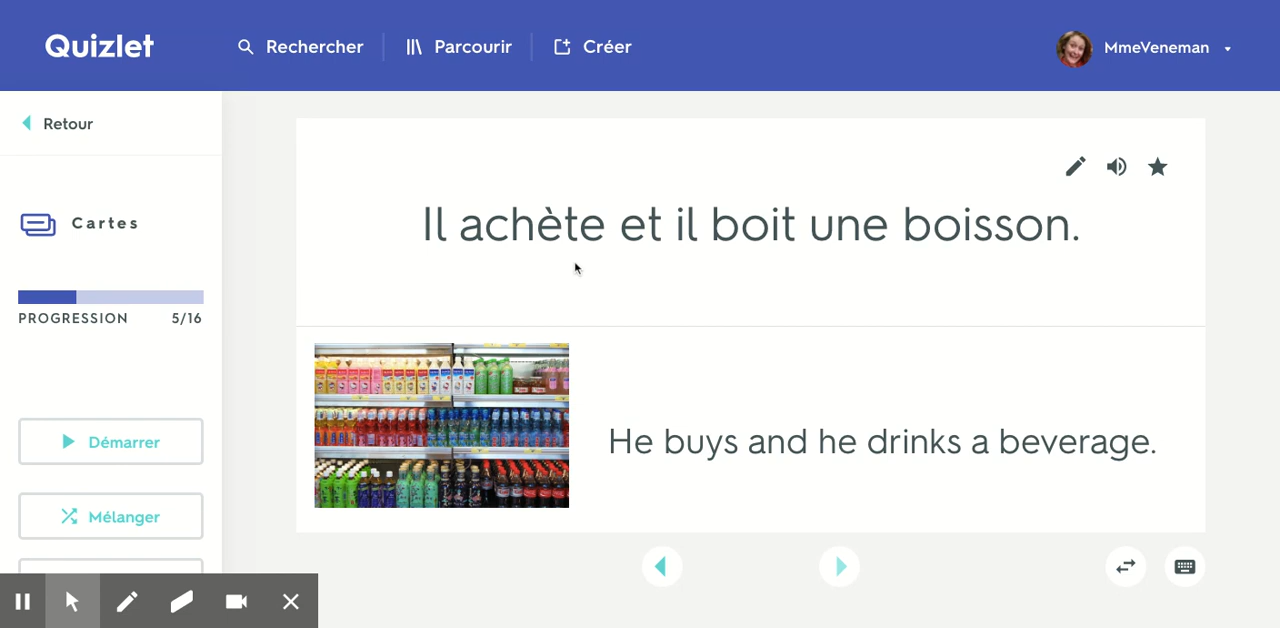 Quizlet
Rechercher
Parcourir
Créer
MmeVeneman
Retour
Cartes
PROGRESSION 5/16
Démarrer
Mélanger
Il achète et il boit une boisson.
He buys and he drinks a beverage.